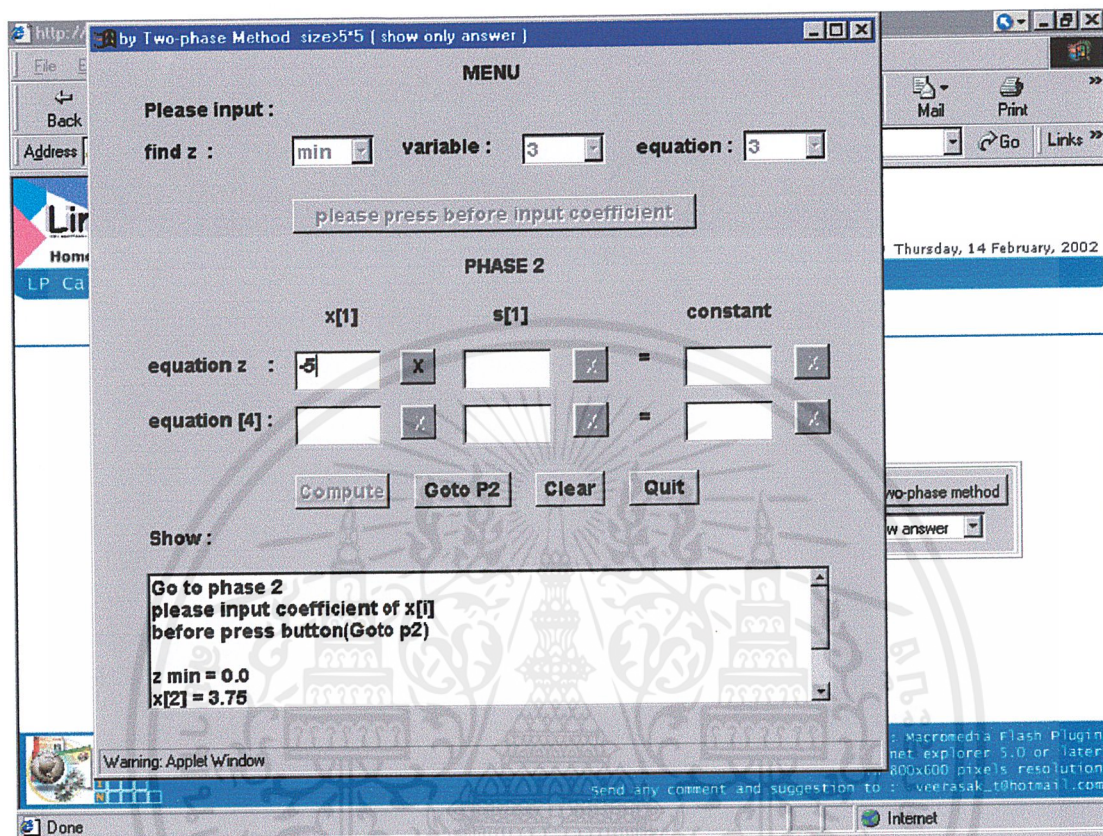 http://
by Two-phase Method size>5*5 ( show only answer )
File
Back
Mail
Print
Address
Go
Links
MENU
Please input :
find z :
min
variable :
3
equation :
3
please press before input coefficient
Home
Thursday, 14 February, 2002
PHASE 2
x[1]
s[1]
constant
equation z :
-5
X
X
=
X
equation [4] :
X
X
=
X
Compute
Goto P2
Clear
Quit
wo-phase method
w answer
Show :
Go to phase 2
please input coefficient of x[i]
before press button(Goto p2)
z min = 0.0
x[2] = 3.75
Warning: Applet Window
: Macromedia Flash Plugin
net explorer 5.0 or later
800x600 pixels resolution
Send any comment and suggestion to : veerasak_t@hotmail.com
Done
Internet